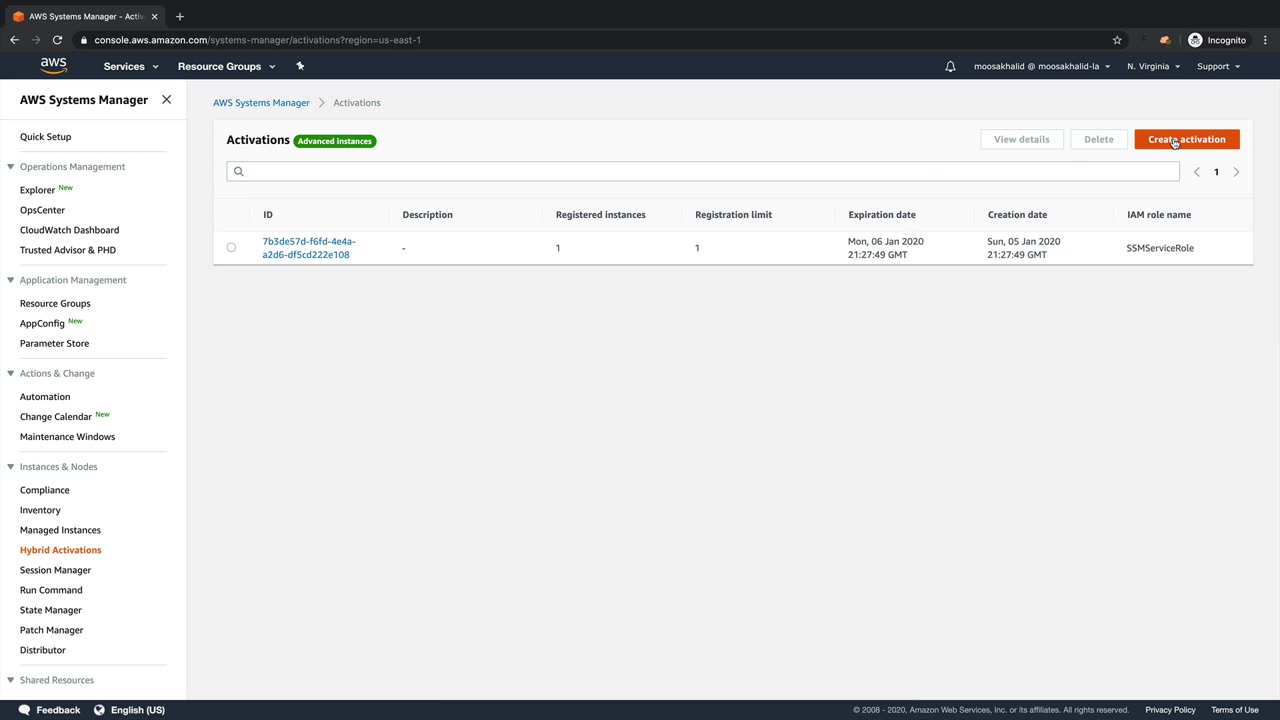 AWS Systems Manager - Activ
console.aws.amazon.com/systems-manager/activations?region=us-east-1
Incognito
aws
Services
Resource Groups
moosakhalid @ moosakhalid-la
N. Virginia
Support
AWS Systems Manager
Quick Setup
Operations Management
Explorer New
OpsCenter
CloudWatch Dashboard
Trusted Advisor & PHD
Application Management
Resource Groups
AppConfig New
Parameter Store
Actions & Change
Automation
Change Calendar New
Maintenance Windows
Instances & Nodes
Compliance
Inventory
Managed Instances
Hybrid Activations
Session Manager
Run Command
State Manager
Patch Manager
Distributor
Shared Resources
AWS Systems Manager > Activations
Activations Advanced instances
View details
Delete
Create activation
1
ID Description Registered instances Registration limit Expiration date Creation date IAM role name
7b3de57d-f6fd-4e4a- - 1 1 Mon, 06 Jan 2020 Sun, 05 Jan 2020 SSMServiceRole
a2d6-df5cd222e108 21:27:49 GMT 21:27:49 GMT
Feedback
English (US)
© 2008 - 2020, Amazon Web Services, Inc. or its affiliates. All rights reserved.
Privacy Policy
Terms of Use